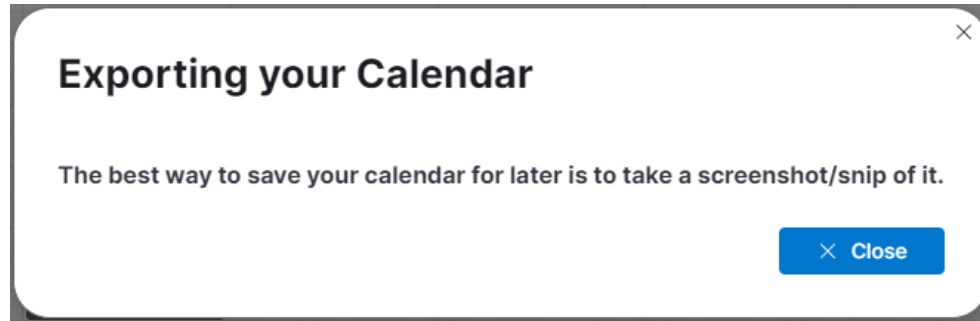 Exporting your Calendar
The best way to save your calendar for later is to take a screenshot/snip of it.
Close